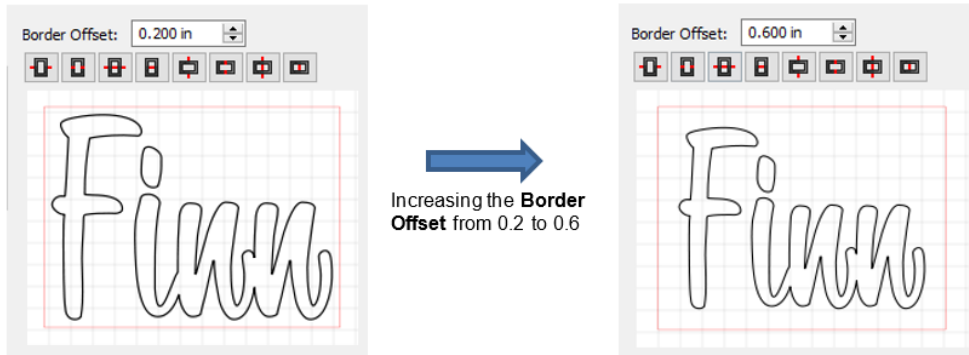 Border Offset: 0.200 in
Finn
Increasing the Border
Offset from 0.2 to 0.6
Border Offset: 0.600 in
Finn